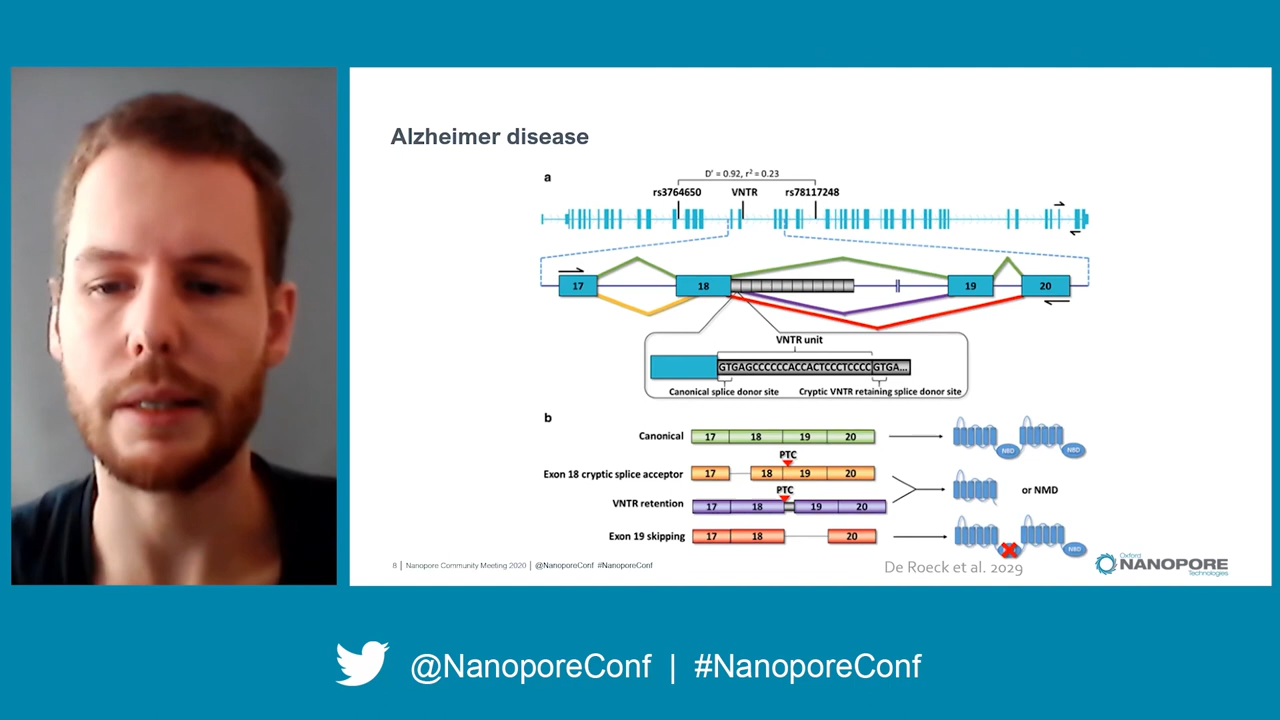 Alzheimer disease
a
D' = 0.92, r² = 0.23
rs3764650 VNTR rs78117248
17 18 19 20
VNTR unit
GTGAGCCCCCCACCACTCCCTCCCCGTGA...
Canonical splice donor site Cryptic VNTR retaining splice donor site
b
Canonical 17 18 19 20
NBD NBD
PTC
Exon 18 cryptic splice acceptor 17 18 19 20
or NMD
PTC
VNTR retention 17 18 19 20
Exon 19 skipping 17 18 20
NBD
8 | Nanopore Community Meeting 2020 | @NanoporeConf #NanoporeConf
De Roeck et al. 2029
Oxford
NANOPORE
Technologies
@NanoporeConf | #NanoporeConf